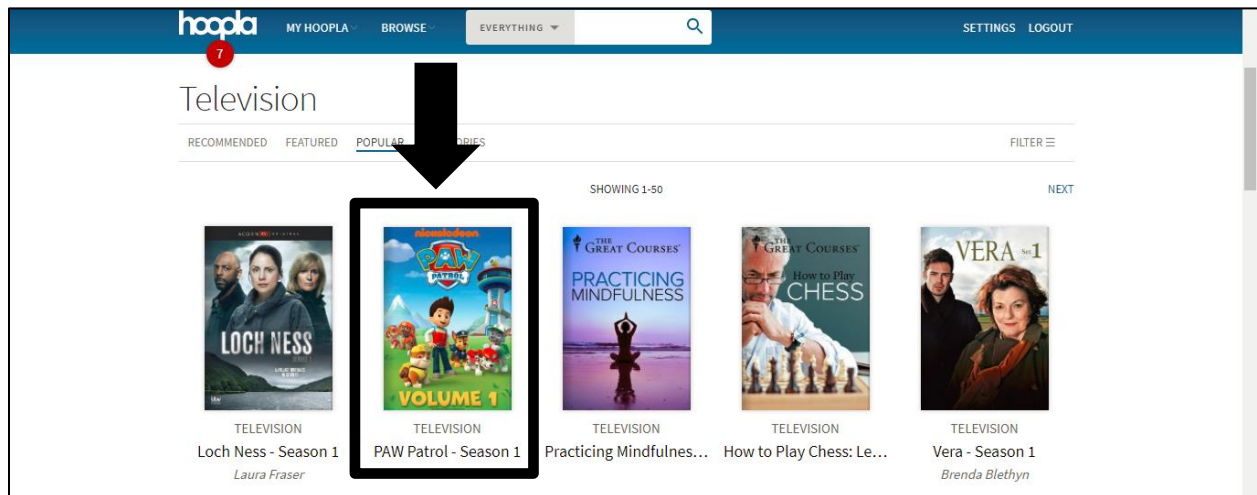 hoopla
MY HOOPLA
BROWSE
EVERYTHING
SETTINGS LOGOUT
7
Television
RECOMMENDED FEATURED POPULAR ORIES
FILTER
SHOWING 1-50
NEXT
LOCH NESS
nickelodeon
PAW
PATROL
VOLUME 1
THE
GREAT COURSES
PRACTICING
MINDFULNESS
THE
GREAT COURSES
How to Play
CHESS
VERA Set 1
TELEVISION
Loch Ness - Season 1
Laura Fraser
TELEVISION
PAW Patrol - Season 1
TELEVISION
Practicing Mindfulnes...
TELEVISION
How to Play Chess: Le...
TELEVISION
Vera - Season 1
Brenda Blethyn